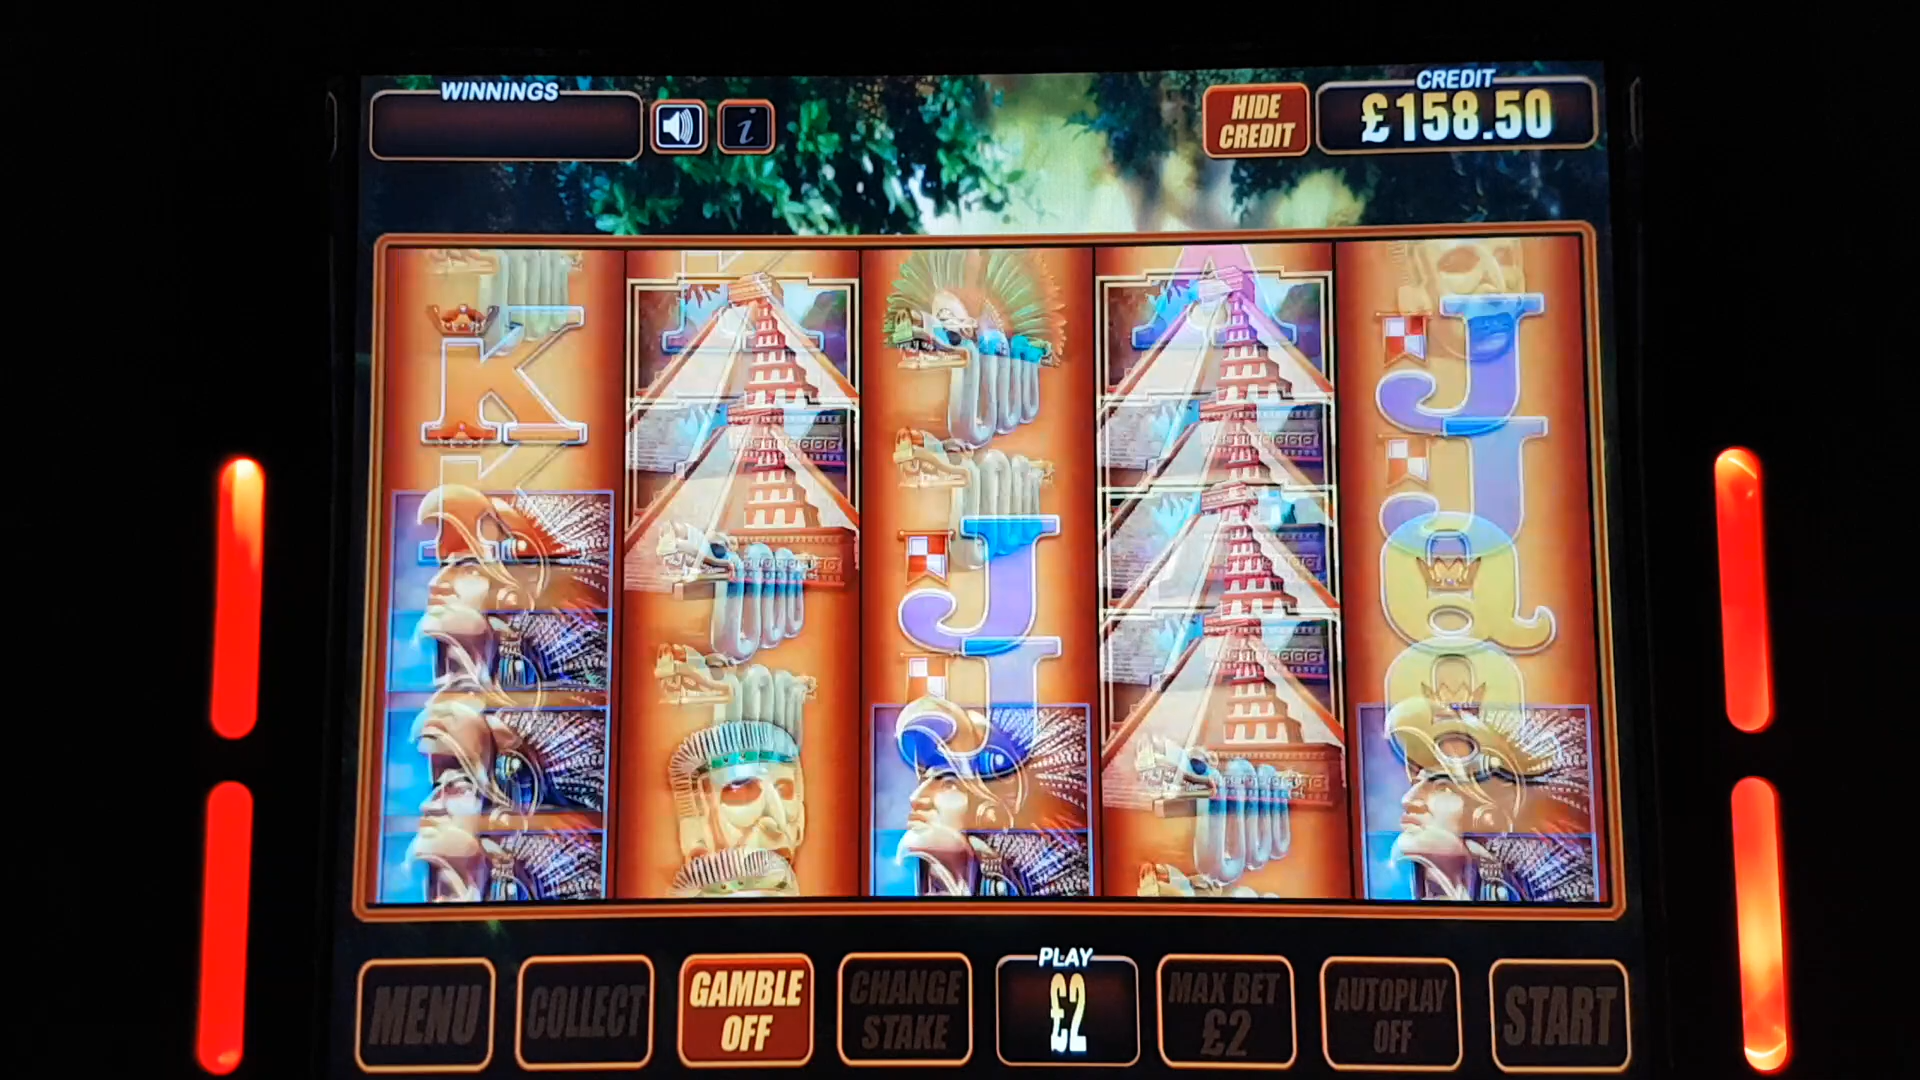 WINNINGS
i
HIDE
CREDIT
CREDIT
£158.50
K
A
J
J
J
J
Q
Q
MENU
COLLECT
GAMBLE
OFF
CHANGE
STAKE
PLAY
£2
MAX BET
£2
AUTOPLAY
OFF
START